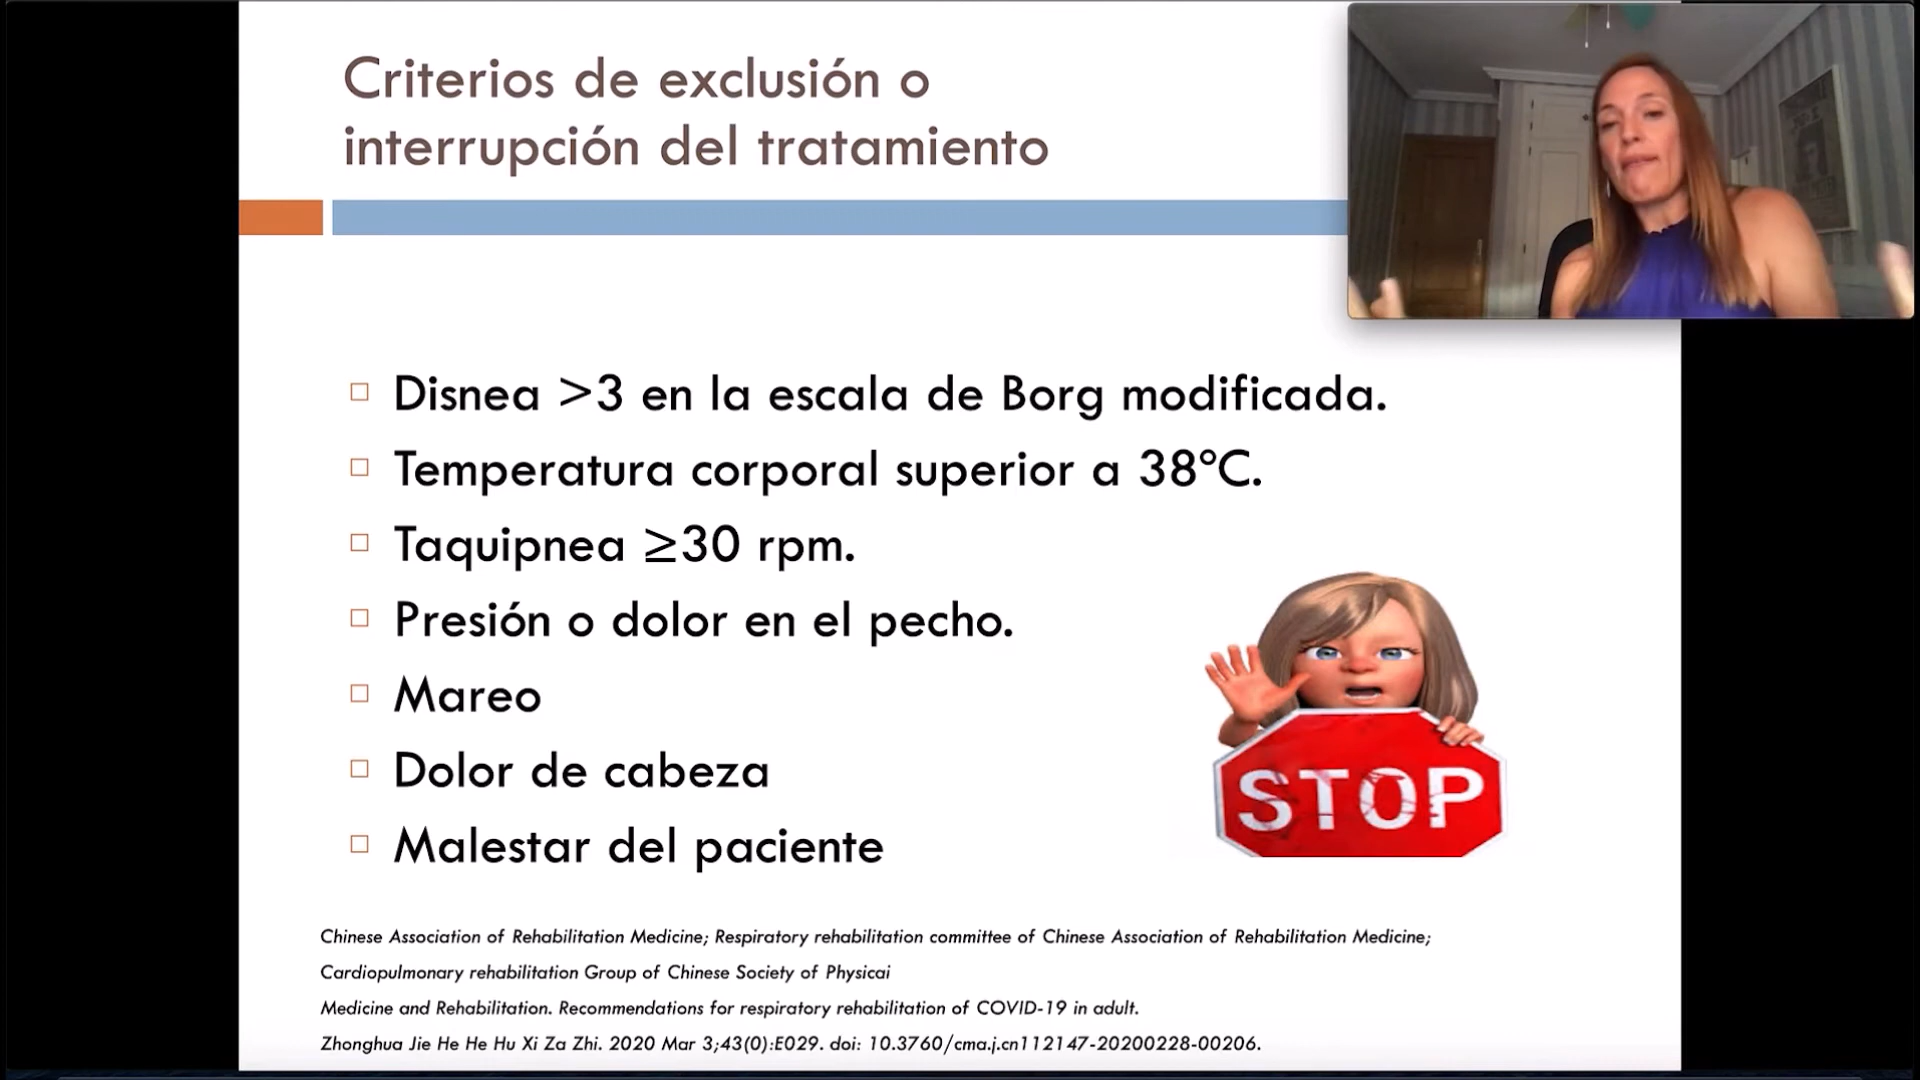 Criterios de exclusión o
interrupción del tratamiento
Disnea >3 en la escala de Borg modificada.
Temperatura corporal superior a 38ºC.
Taquipnea ≥30 rpm.
Presión o dolor en el pecho.
Mareo
Dolor de cabeza
Malestar del paciente
STOP
Chinese Association of Rehabilitation Medicine; Respiratory rehabilitation committee of Chinese Association of Rehabilitation Medicine;
Cardiopulmonary rehabilitation Group of Chinese Society of Physicai
Medicine and Rehabilitation. Recommendations for respiratory rehabilitation of COVID-19 in adult.
Zhonghua Jie He He Hu Xi Za Zhi. 2020 Mar 3;43(0):E029. doi: 10.3760/cma.j.cn112147-20200228-00206.